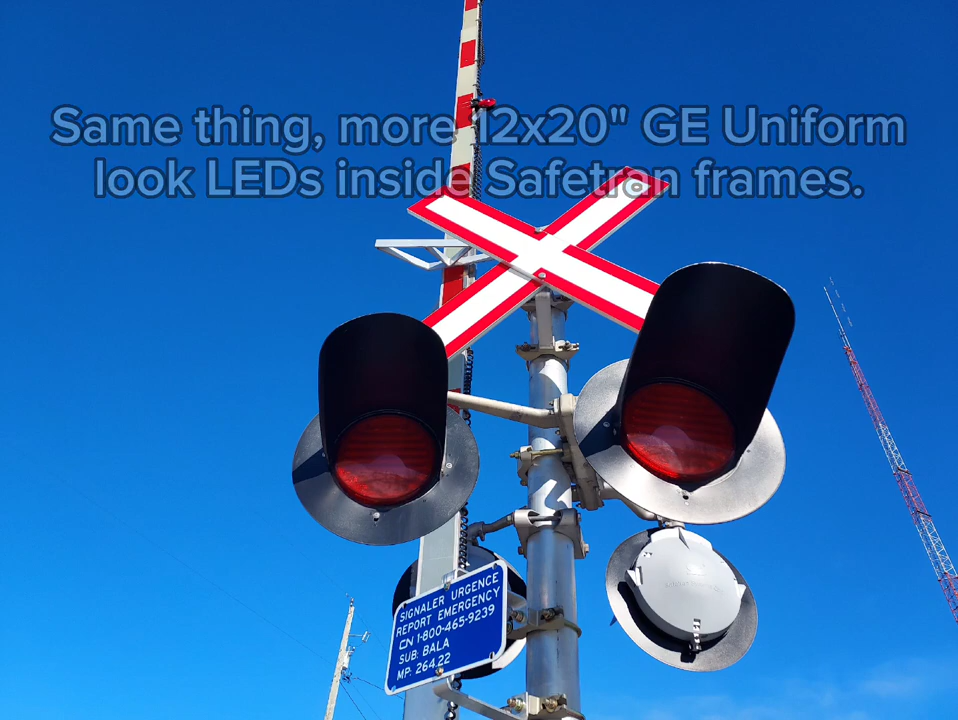 Same thing, more 12x20" GE Uniform
look LEDs inside Safetran frames.
SIGNALER URGENCE
REPORT EMERGENCY
CN 1-800-465-9239
SUB: BALA
MP: 264.22